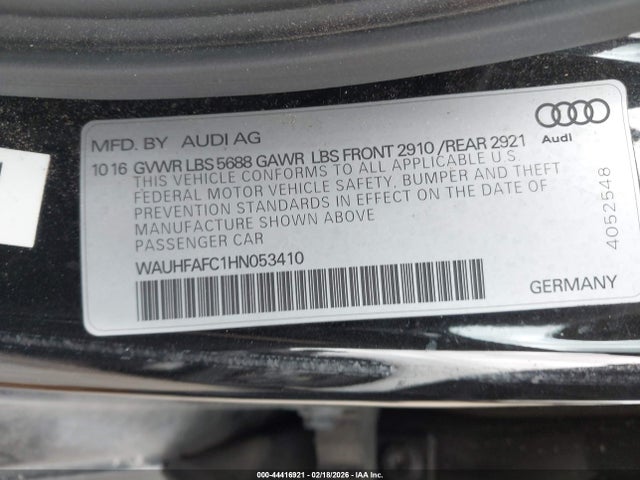 MFD. BY AUDI AG
Audi
10 16 GVWR LBS 5688 GAWR LBS FRONT 2910 /REAR 2921
THIS VEHICLE CONFORMS TO ALL APPLICABLE U.S.
FEDERAL MOTOR VEHICLE SAFETY, BUMPER AND THEFT
PREVENTION STANDARDS IN EFFECT ON THE DATE OF
MANUFACTURE SHOWN ABOVE
PASSENGER CAR
4052548
WAUHFAFC1HN053410
GERMANY
000-44416921 - 02/18/2026 - IAAI.com